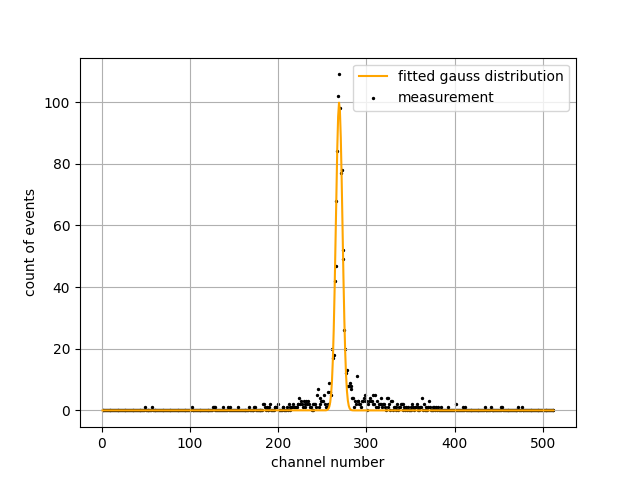 fitted gauss distribution
measurement
count of events
100
80
60
40
20
0
0 100 200 300 400 500
channel number